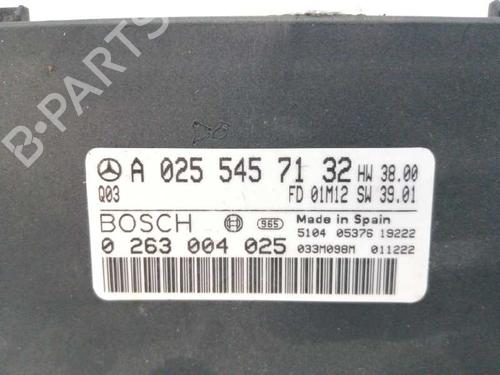 B-PARTS
A 025 545 71 32 HW 38.00
Q03 FD 01M12 SW 39.01
BOSCH 965 Made in Spain
5104 05376 19222
0 263 004 025 033M098M 011222